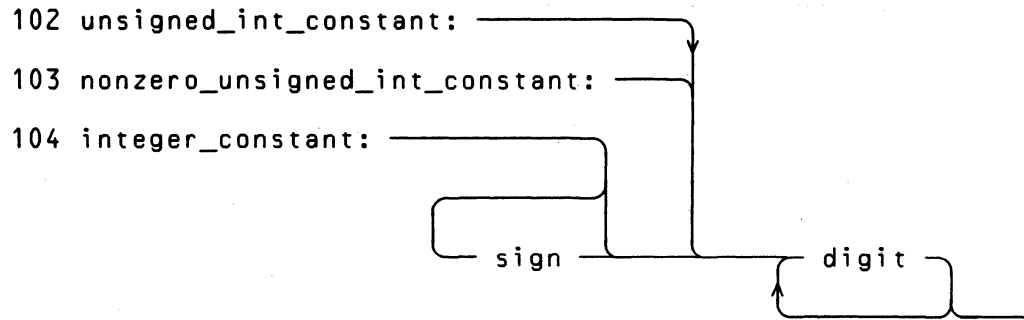 102 unsigned_int_constant:
103 nonzero_unsigned_int_constant:
104 integer_constant:
sign digit